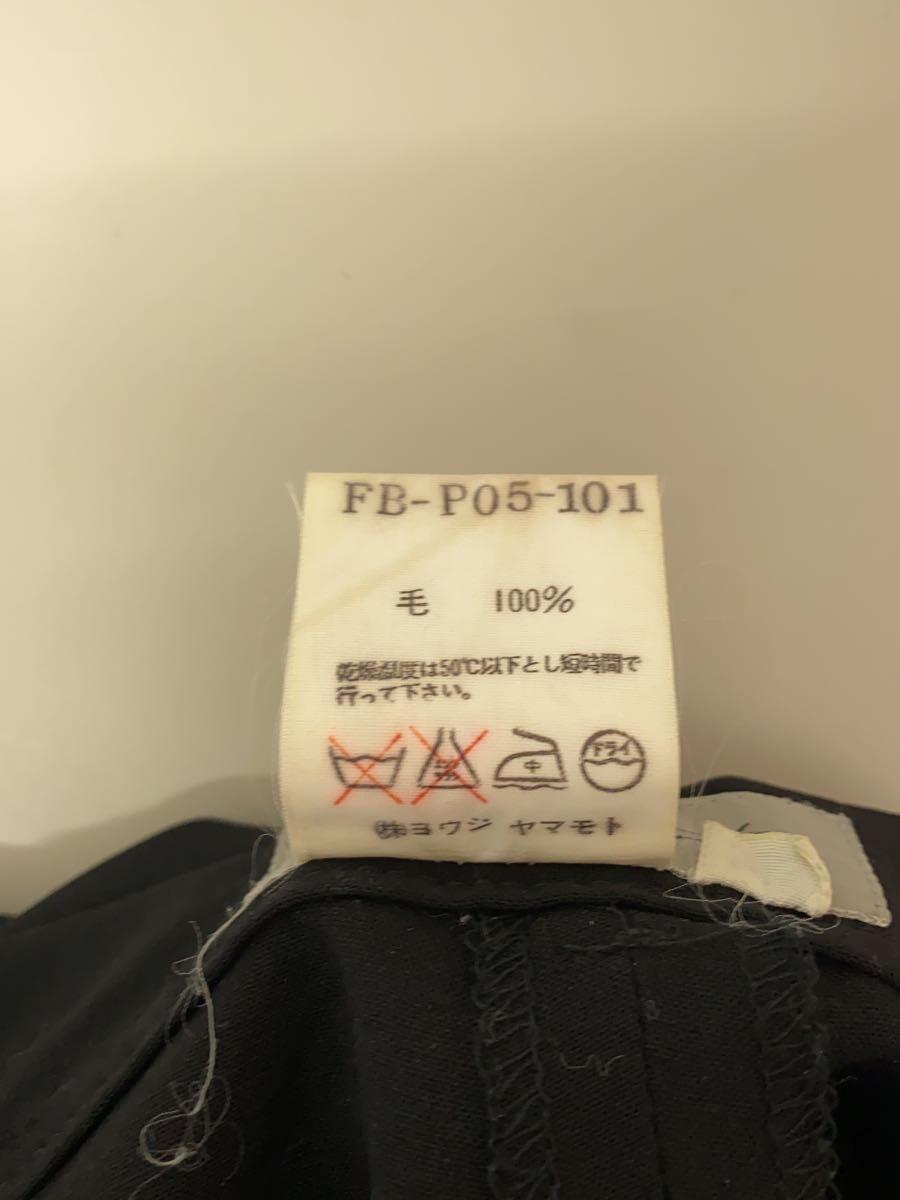 FB-P05-101
毛 100%
乾燥温度は50℃以下とし短時間で
行って下さい。
中 ドライ
㈱ヨウジ ヤマモト